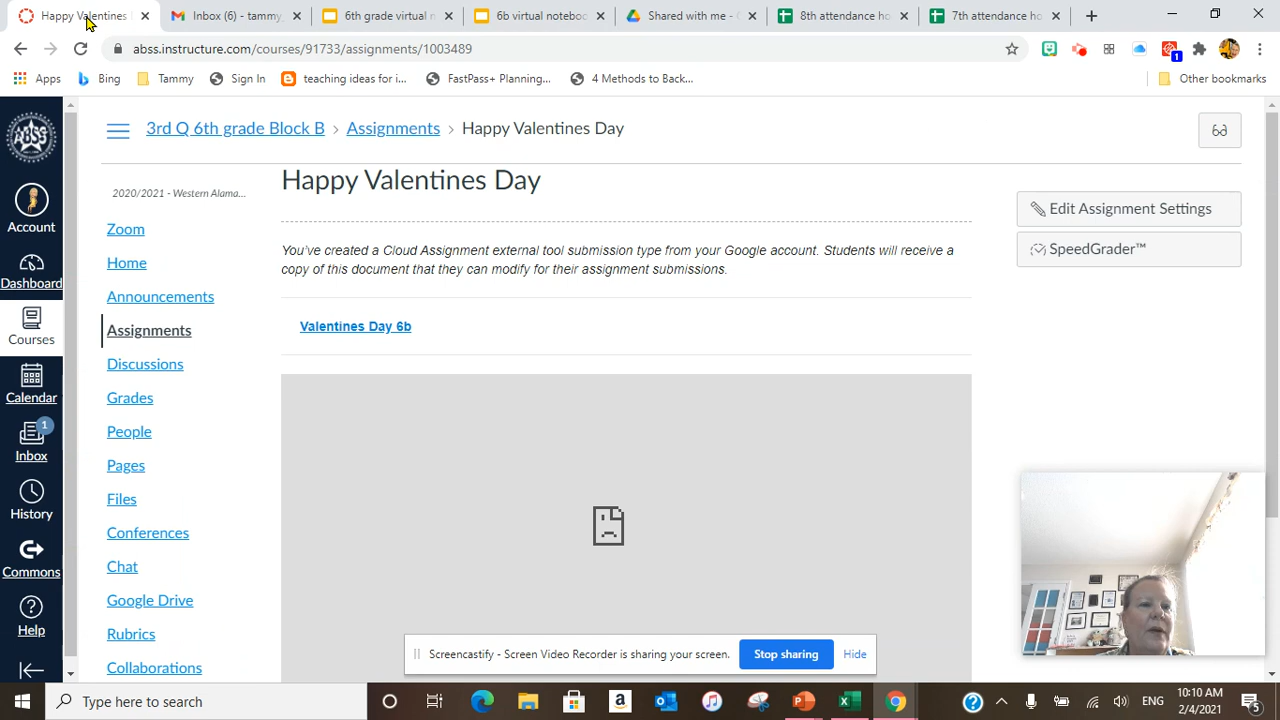 Happy Valentines
Inbox (6) - tammy
6th grade virtual n
6b virtual noteboo
Shared with me -
8th attendance ho
7th attendance ho
abss.instructure.com/courses/91733/assignments/1003489
1
Apps
Bing
Tammy
Sign In
teaching ideas for i...
FastPass+ Planning...
4 Methods to Back...
Other bookmarks
ABSS
3rd Q 6th grade Block B > Assignments > Happy Valentines Day
Happy Valentines Day
2020/2021 - Western Alama...
Account
Dashboard
Courses
Calendar
1
Inbox
History
Commons
Help
Zoom
Home
Announcements
Assignments
Discussions
Grades
People
Pages
Files
Conferences
Chat
Google Drive
Rubrics
Collaborations
You've created a Cloud Assignment external tool submission type from your Google account. Students will receive a
copy of this document that they can modify for their assignment submissions.
Valentines Day 6b
Edit Assignment Settings
SpeedGrader™
Screencastify - Screen Video Recorder is sharing your screen.
Stop sharing
Hide
Type here to search
ENG
10:10 AM
2/4/2021
5